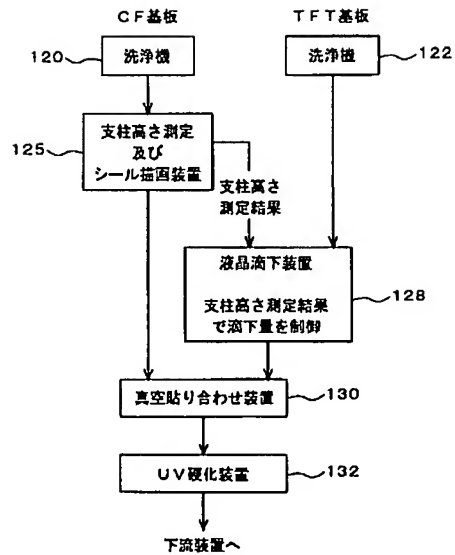 CF基板
TFT基板
120
洗浄機
洗浄機
122
125
支柱高さ測定
及び
シール描画装置
支柱高さ
測定結果
液晶滴下装置
支柱高さ測定結果
で滴下量を制御
128
真空貼り合わせ装置
130
UV硬化装置
132
下流装置へ